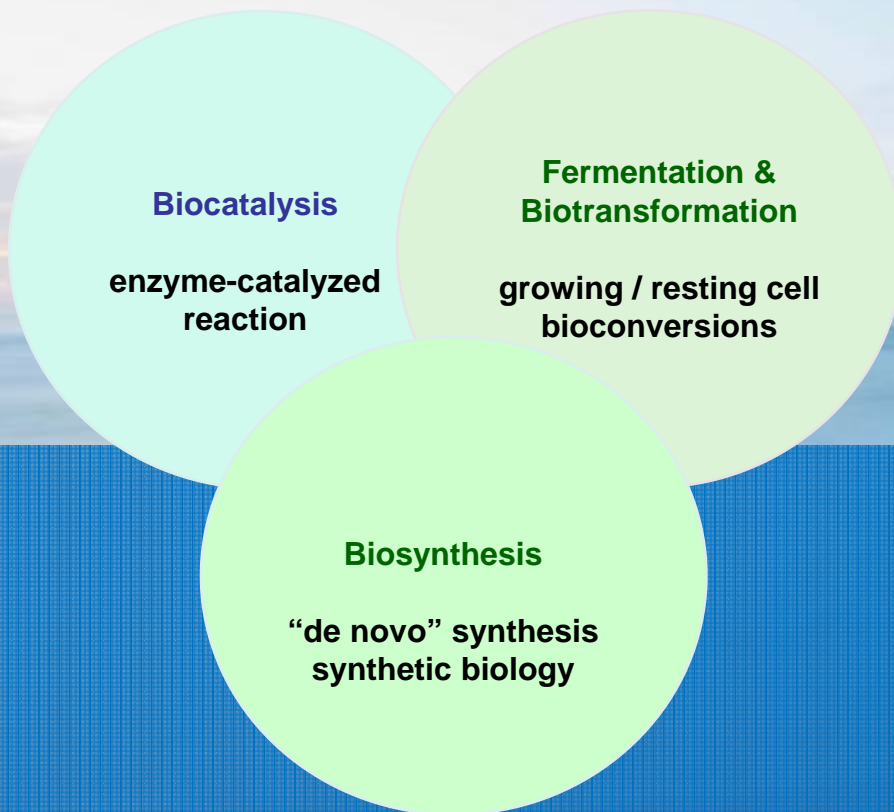 Biocatalysis
enzyme-catalyzed
reaction
Fermentation &
Biotransformation
growing / resting cell
bioconversions
Biosynthesis
“de novo” synthesis
synthetic biology